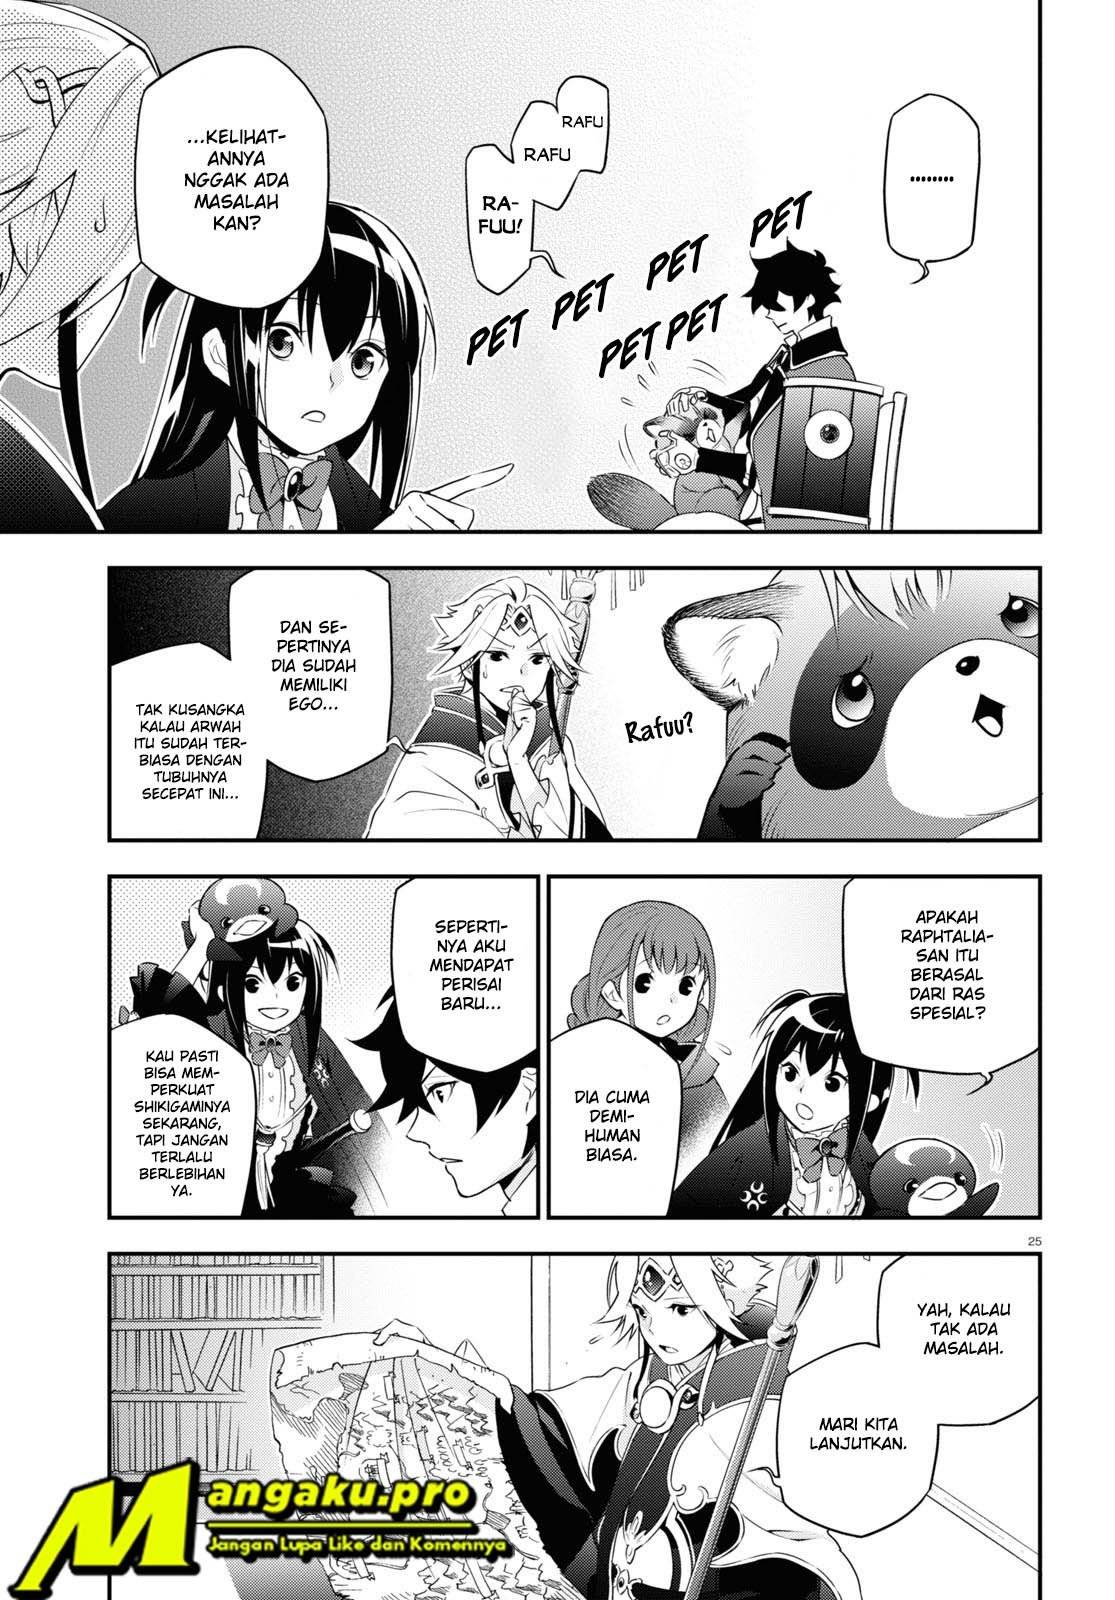 .........
RAFU
RAFU
RA-
FUU!
PET
PET
PET
PET
PET
PET
...KELIHAT-
ANNYA
NGGAK ADA
MASALAH
KAN?
Rafuu?
DAN SE-
PERTINYA
DIA SUDAH
MEMILIKI
EGO...
TAK KUSANGKA
KALAU ARWAH
ITU SUDAH TER-
BIASA DENGAN
TUBUHNYA
SECEPAT INI...
APAKAH
RAPHTALIA-
SAN ITU
BERASAL
DARI RAS
SPESIAL?
DIA CUMA
DEMI-
HUMAN
BIASA.
SEPERTI-
NYA AKU
MENDAPAT
PERISAI
BARU...
KAU PASTI
BISA MEM-
PERKUAT
SHIKIGAMINYA
SEKARANG,
TAPI JANGAN
TERLALU
BERLEBIHAN
YA.
25
YAH, KALAU
TAK ADA
MASALAH.
MARI KITA
LANJUTKAN.
Mangaku.pro
Jangan Lupa Like dan Komennya